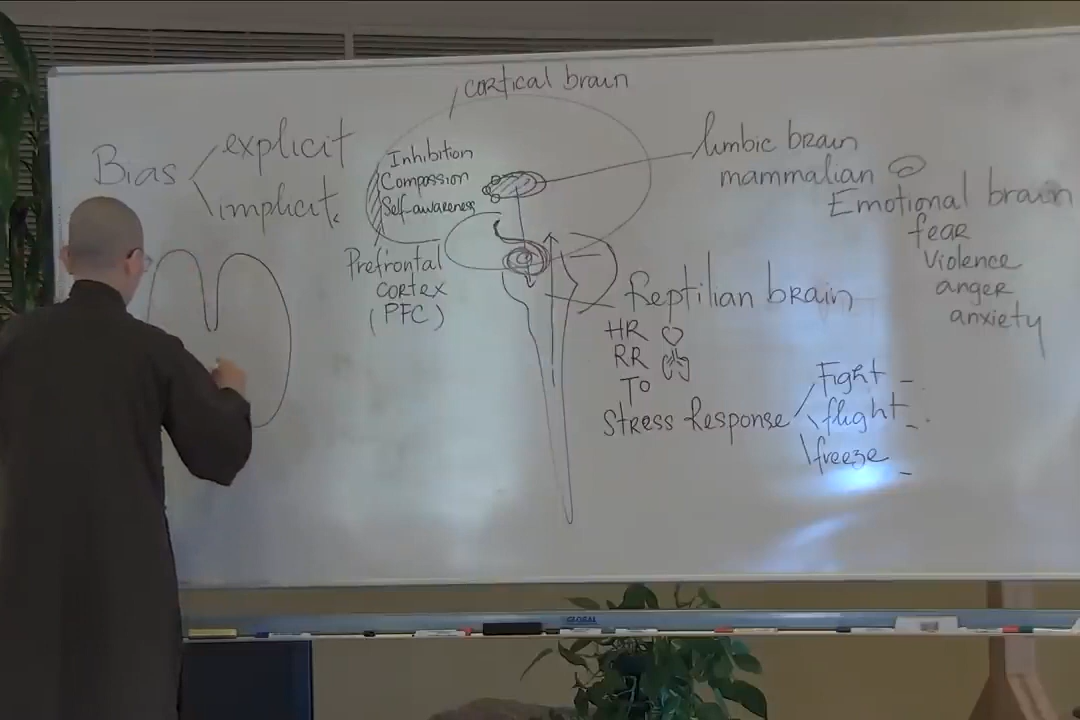 cortical brain
Bias
explicit
implicit
Inhibition
Compassion
Self-awareness
Prefrontal
cortex
(PFC)
limbic brain
mammalian
Emotional brain
fear
Violence
anger
anxiety
Reptilian brain
HR
RR
To
Stress Response
Fight
flight
freeze
GLOBAL